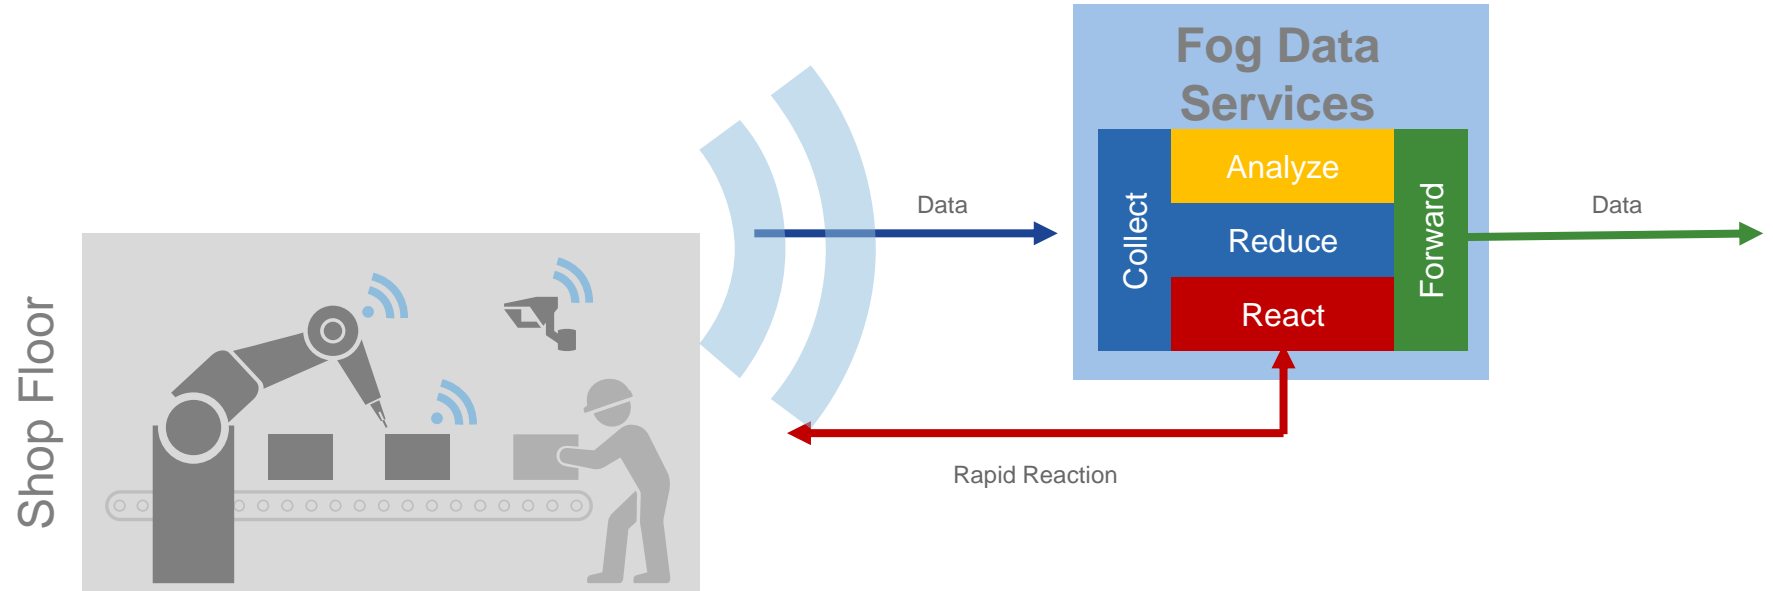 Fog Data
Services
Analyze
Collect
Reduce
Forward
React
Data
Data
Shop Floor
Rapid Reaction